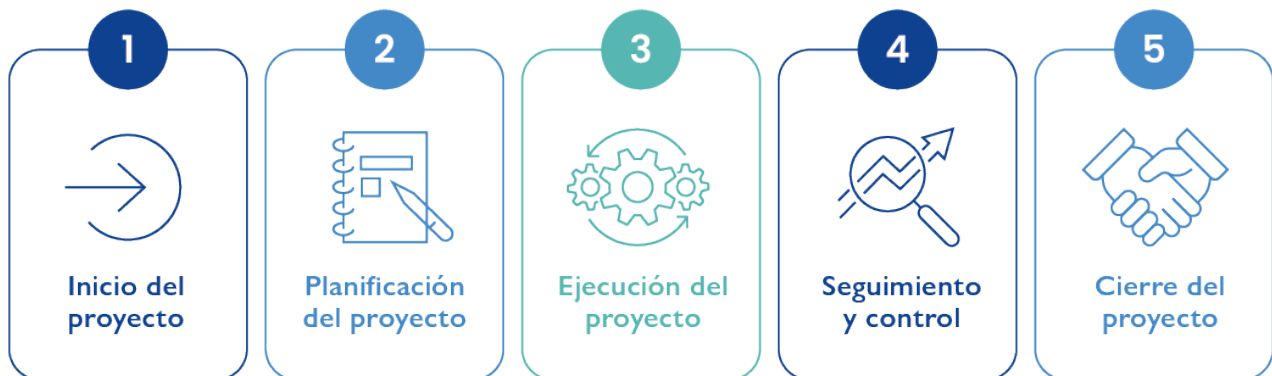 1
Inicio del
proyecto
2
Planificación
del proyecto
3
Ejecución del
proyecto
4
Seguimiento
y control
5
Cierre del
proyecto